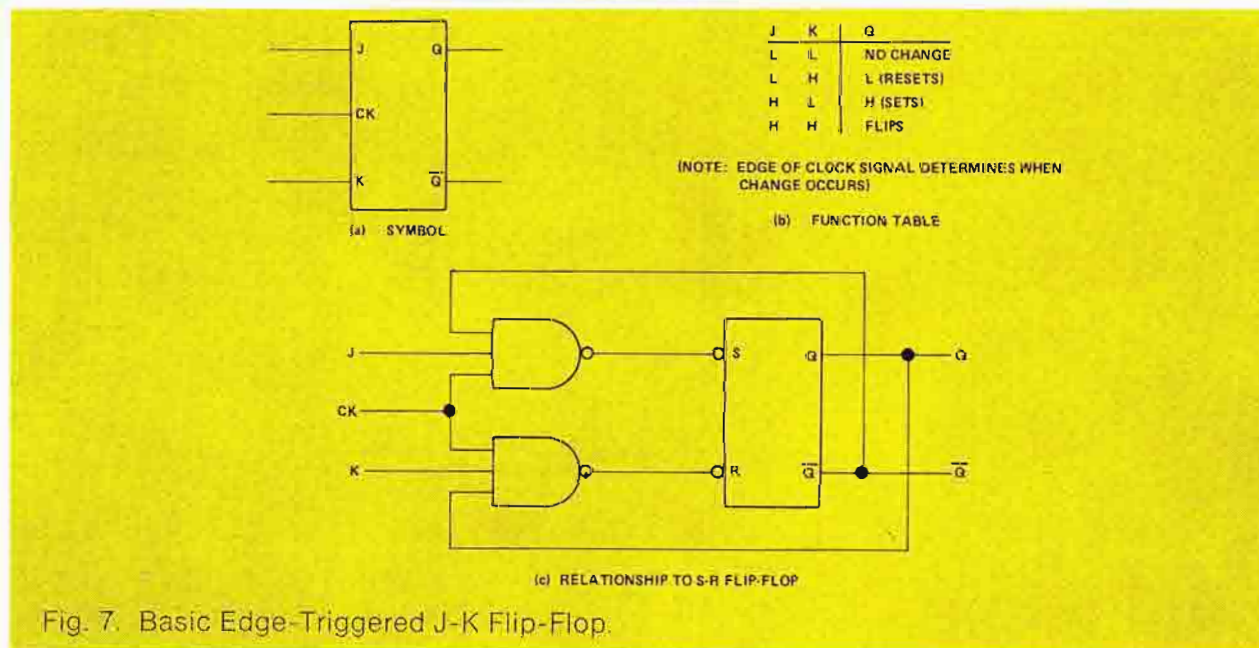 J Q
CK
K Q̅
(a) SYMBOL
J K Q
L L NO CHANGE
L H L (RESETS)
H L H (SETS)
H H FLIPS
(NOTE: EDGE OF CLOCK SIGNAL DETERMINES WHEN
CHANGE OCCURS)
(b) FUNCTION TABLE
J S Q Q
CK
K R Q̅ Q̅
(c) RELATIONSHIP TO S-R FLIP-FLOP
Fig. 7. Basic Edge-Triggered J-K Flip-Flop.